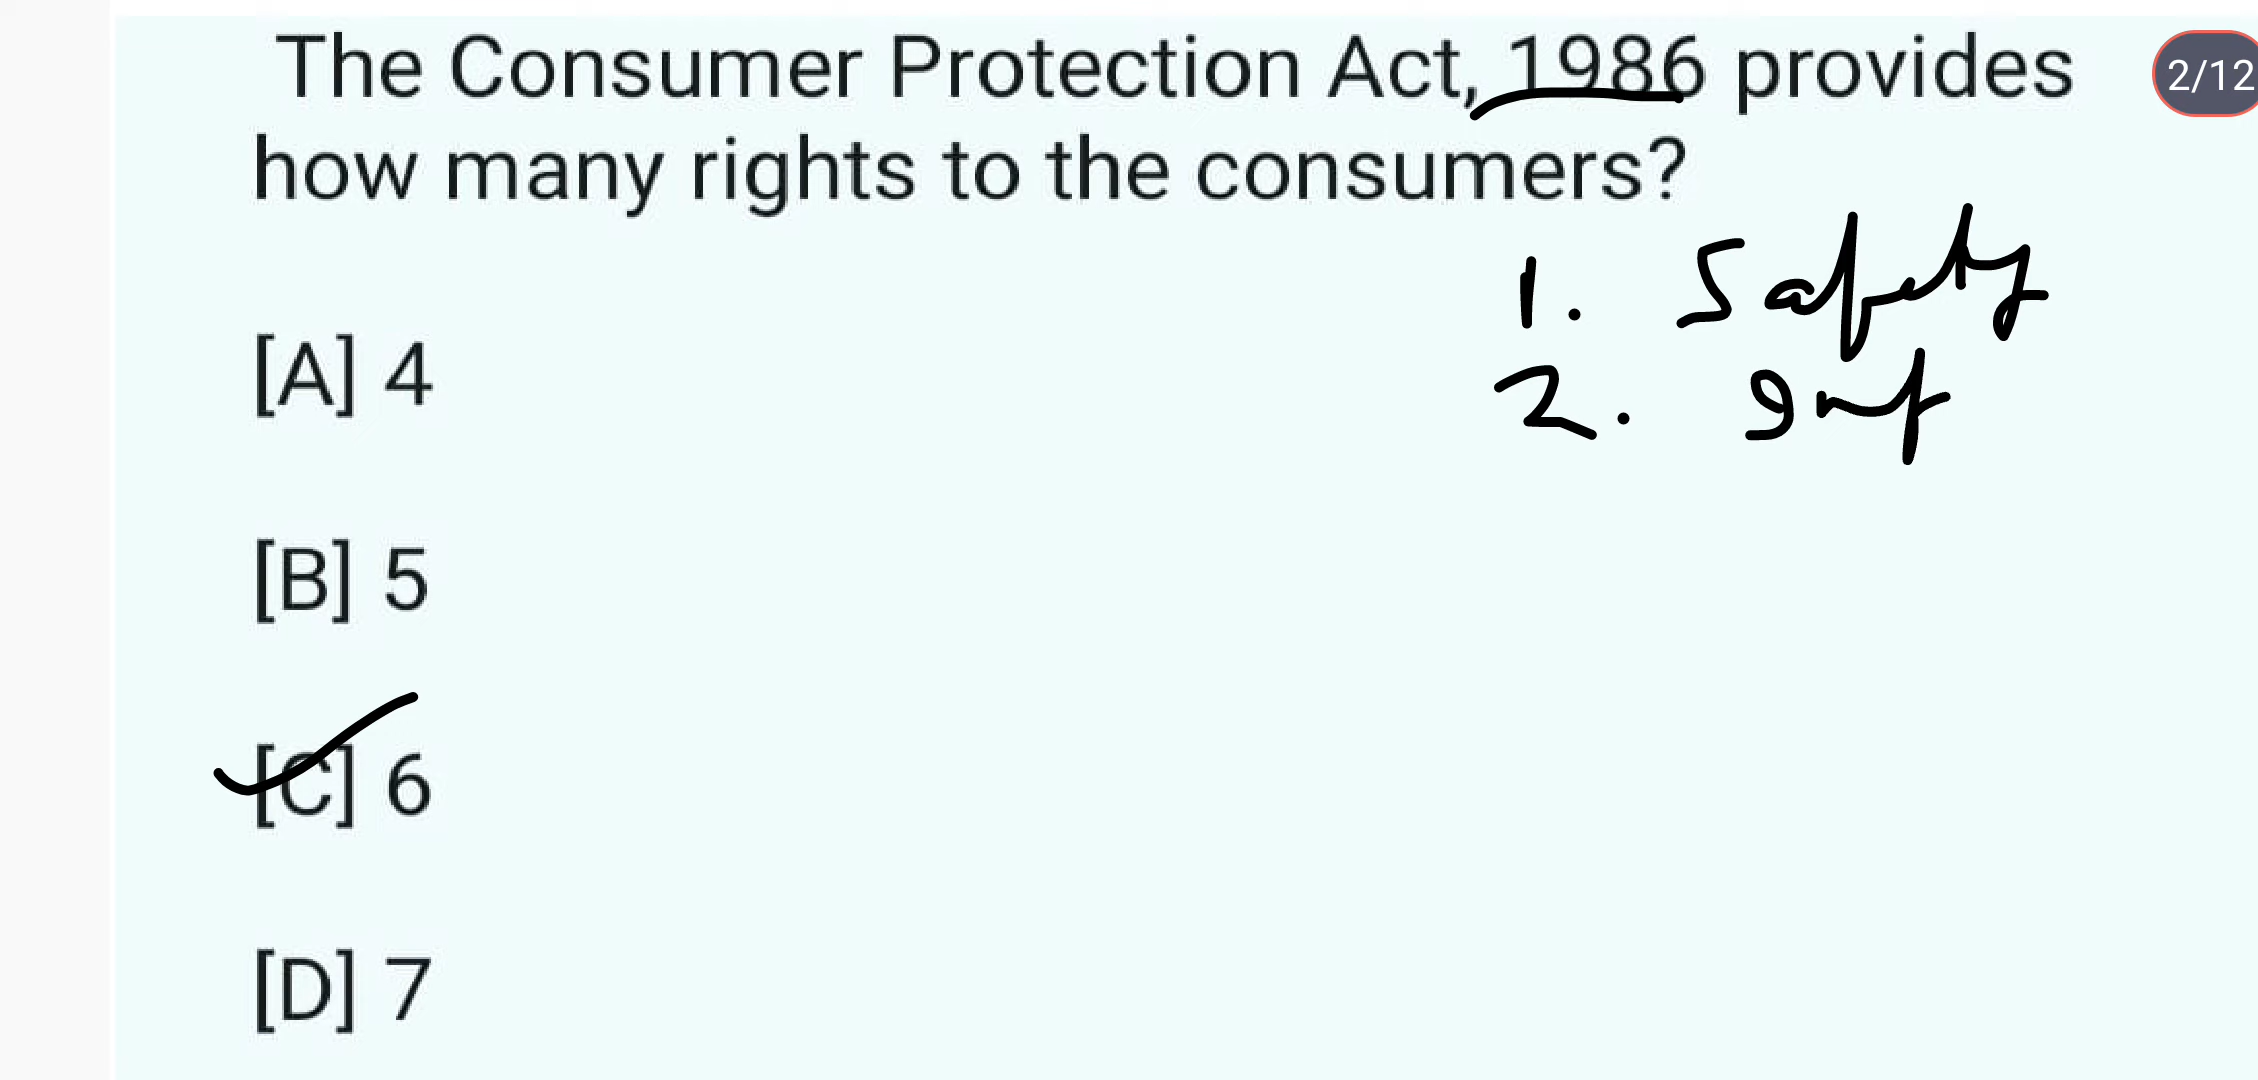 The Consumer Protection Act, 1986 provides
2/12
how many rights to the consumers?
1. Safety
2. Inf
[A] 4
[B] 5
[C] 6
[D] 7